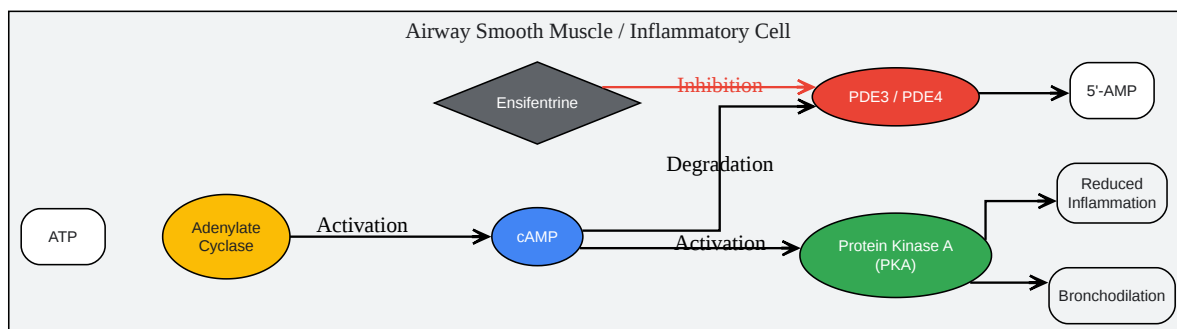 Airway Smooth Muscle / Inflammatory Cell
Ensifentrine
Inhibition
PDE3 / PDE4
5'-AMP
Degradation
ATP
Adenylate
Cyclase
Activation
cAMP
Activation
Protein Kinase A
(PKA)
Reduced
Inflammation
Bronchodilation